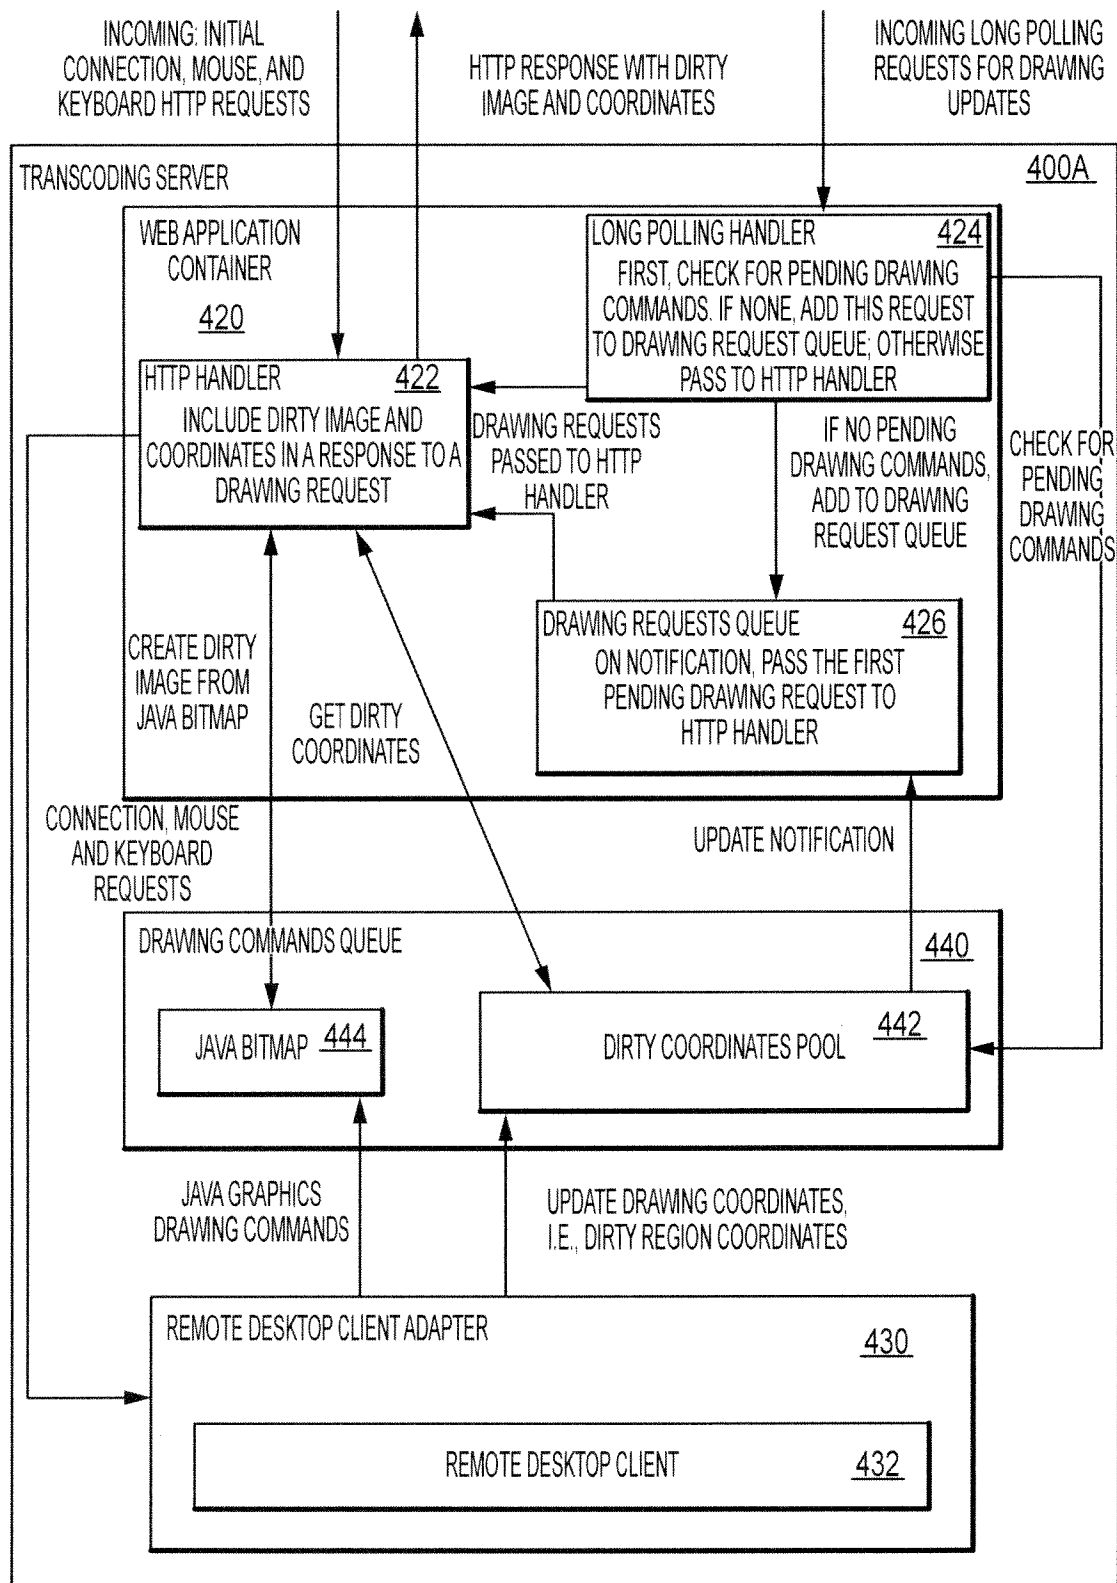 INCOMING: INITIAL
CONNECTION, MOUSE, AND
KEYBOARD HTTP REQUESTS
HTTP RESPONSE WITH DIRTY
IMAGE AND COORDINATES
INCOMING LONG POLLING
REQUESTS FOR DRAWING
UPDATES
TRANSCODING SERVER
400A
WEB APPLICATION
CONTAINER
420
LONG POLLING HANDLER
424
FIRST, CHECK FOR PENDING DRAWING
COMMANDS. IF NONE, ADD THIS REQUEST
TO DRAWING REQUEST QUEUE; OTHERWISE
PASS TO HTTP HANDLER
HTTP HANDLER
422
INCLUDE DIRTY IMAGE AND
COORDINATES IN A RESPONSE TO A
DRAWING REQUEST
DRAWING REQUESTS
PASSED TO HTTP
HANDLER
IF NO PENDING
DRAWING COMMANDS,
ADD TO DRAWING
REQUEST QUEUE
CHECK FOR
PENDING
DRAWING
COMMANDS
DRAWING REQUESTS QUEUE
426
ON NOTIFICATION, PASS THE FIRST
PENDING DRAWING REQUEST TO
HTTP HANDLER
CREATE DIRTY
IMAGE FROM
JAVA BITMAP
GET DIRTY
COORDINATES
CONNECTION, MOUSE
AND KEYBOARD
REQUESTS
UPDATE NOTIFICATION
DRAWING COMMANDS QUEUE
440
JAVA BITMAP
444
DIRTY COORDINATES POOL
442
JAVA GRAPHICS
DRAWING COMMANDS
UPDATE DRAWING COORDINATES,
I.E., DIRTY REGION COORDINATES
REMOTE DESKTOP CLIENT ADAPTER
430
REMOTE DESKTOP CLIENT
432